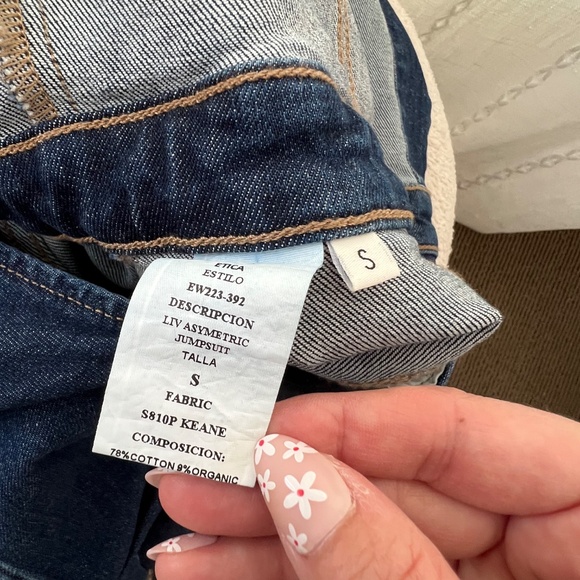 ETICA
ESTILO
EW223-392
DESCRIPCION
LIV ASYMETRIC
JUMPSUIT
TALLA
S
FABRIC
S810P KEANE
COMPOSICION:
78%COTTON 9%ORGANIC
S